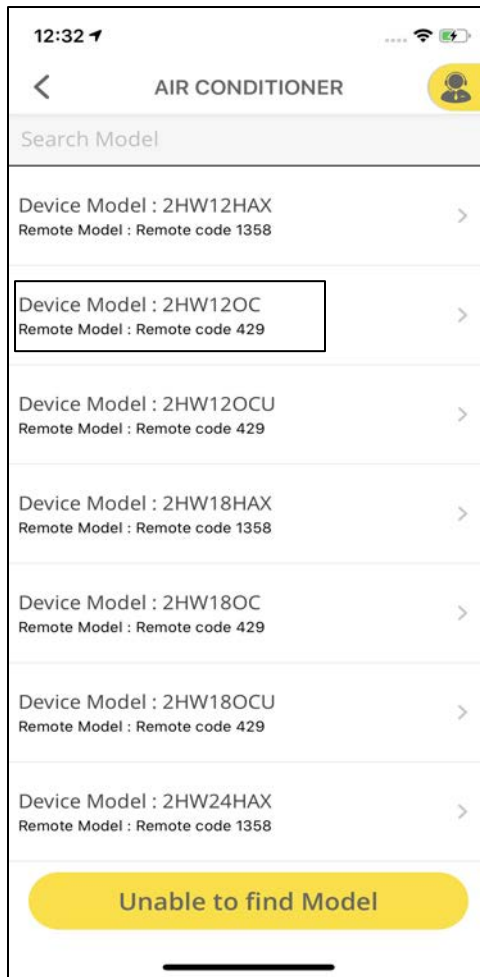 12:32
AIR CONDITIONER
Search Model
Device Model : 2HW12HAX
Remote Model : Remote code 1358
Device Model : 2HW12OC
Remote Model : Remote code 429
Device Model : 2HW12OCU
Remote Model : Remote code 429
Device Model : 2HW18HAX
Remote Model : Remote code 1358
Device Model : 2HW18OC
Remote Model : Remote code 429
Device Model : 2HW18OCU
Remote Model : Remote code 429
Device Model : 2HW24HAX
Remote Model : Remote code 1358
Unable to find Model